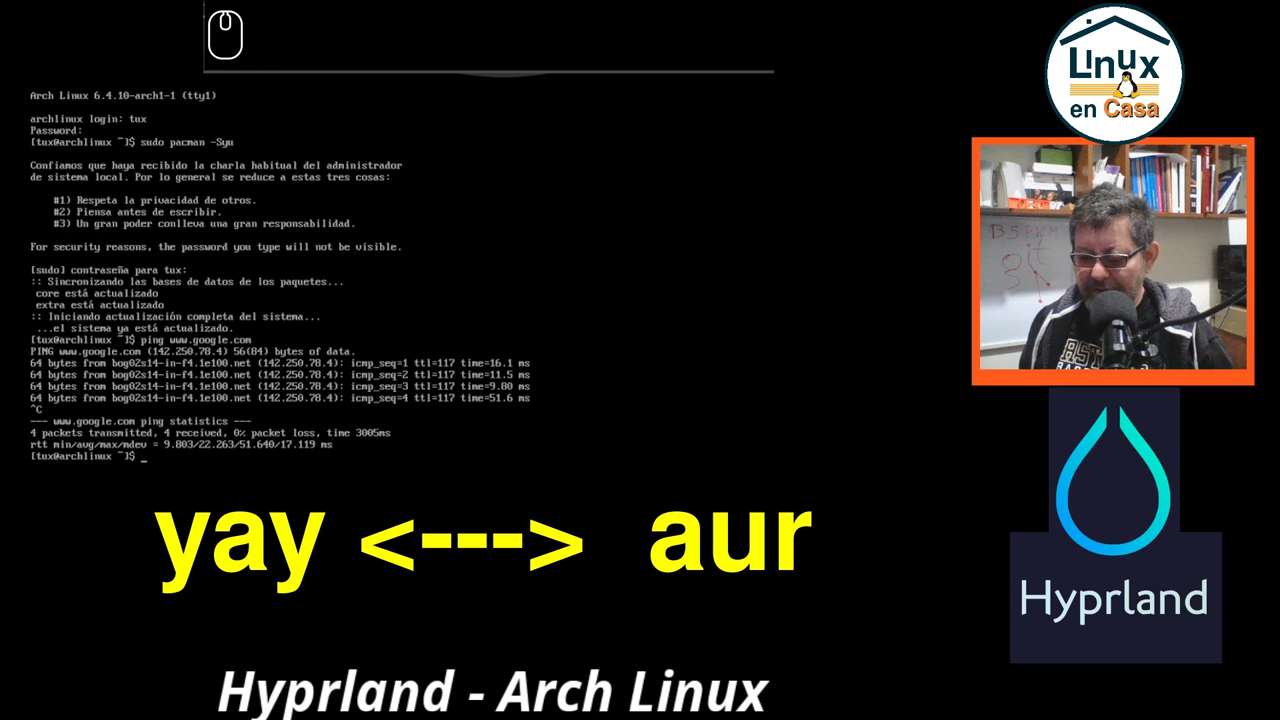 Arch Linux 6.4.10-arch1-1 (tty1)
archlinux login: tux
Password:
[tux@archlinux ~]$ sudo pacman -Syu
Confiamos que haya recibido la charla habitual del administrador
de sistema local. Por lo general se reduce a estas tres cosas:
#1) Respeta la privacidad de otros.
#2) Piensa antes de escribir.
#3) Un gran poder conlleva una gran responsabilidad.
For security reasons, the password you type will not be visible.
[sudo] contraseña para tux:
:: Sincronizando las bases de datos de los paquetes...
core está actualizado
extra está actualizado
:: Iniciando actualización completa del sistema...
...el sistema ya está actualizado.
[tux@archlinux ~]$ ping www.google.com
PING www.google.com (142.250.78.4) 56(84) bytes of data.
64 bytes from bog02s14-in-f4.1e100.net (142.250.78.4): icmp_seq=1 ttl=117 time=16.1 ms
64 bytes from bog02s14-in-f4.1e100.net (142.250.78.4): icmp_seq=2 ttl=117 time=11.5 ms
64 bytes from bog02s14-in-f4.1e100.net (142.250.78.4): icmp_seq=3 ttl=117 time=9.80 ms
64 bytes from bog02s14-in-f4.1e100.net (142.250.78.4): icmp_seq=4 ttl=117 time=51.6 ms
^C
--- www.google.com ping statistics ---
4 packets transmitted, 4 received, 0% packet loss, time 3005ms
rtt min/avg/max/mdev = 9.803/22.263/51.640/17.119 ms
[tux@archlinux ~]$ _
yay <---> aur
Hyprland - Arch Linux
Linux
en Casa
git
Hyprland